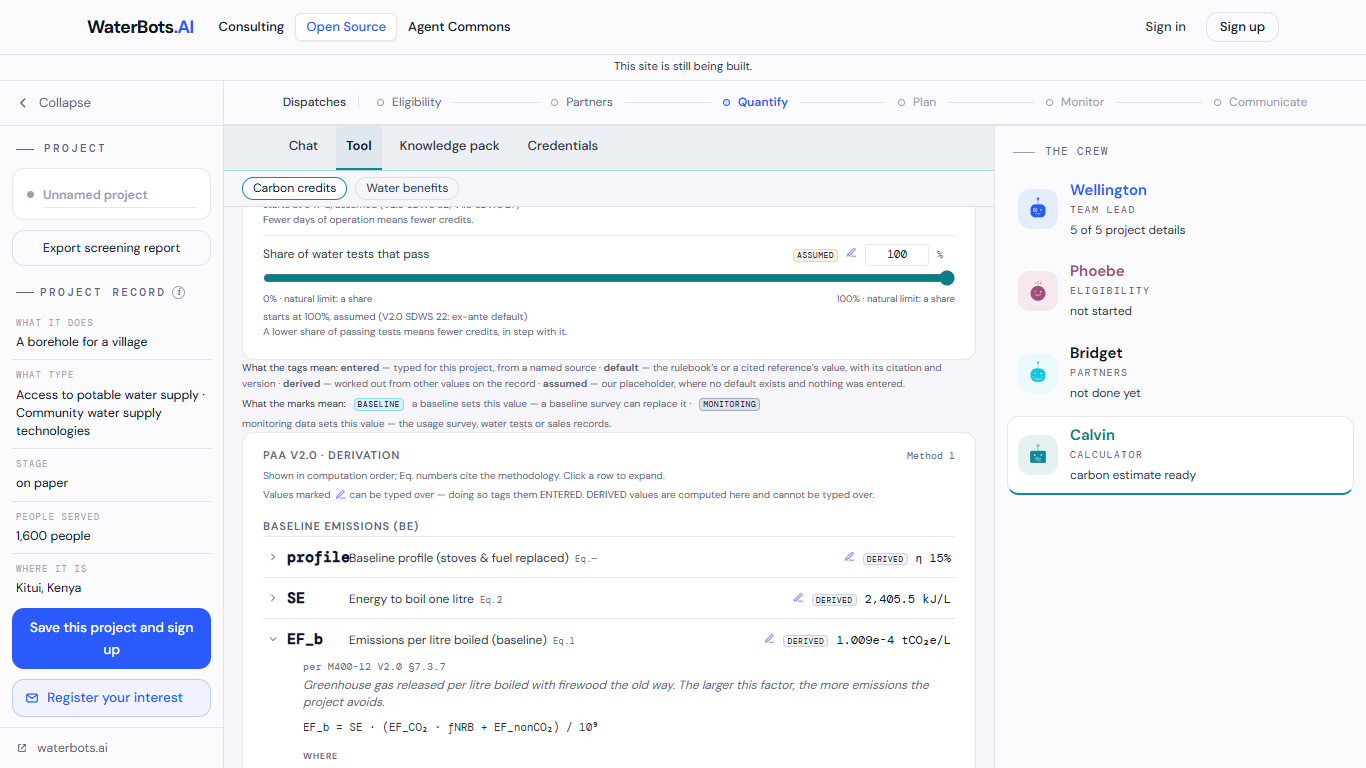 WaterBots.AI Consulting Open Source Agent Commons Sign in Sign up
This site is still being built.
Collapse
Dispatches Eligibility Partners Quantify Plan Monitor Communicate
PROJECT
Unnamed project
Export screening report
PROJECT RECORD i
WHAT IT DOES
A borehole for a village
WHAT TYPE
Access to potable water supply ·
Community water supply
technologies
STAGE
on paper
PEOPLE SERVED
1,600 people
WHERE IT IS
Kitui, Kenya
Save this project and sign
up
Register your interest
waterbots.ai
Chat Tool Knowledge pack Credentials
Carbon credits Water benefits
Fewer days of operation means fewer credits.
Share of water tests that pass ASSUMED 100 %
0% · natural limit: a share 100% · natural limit: a share
starts at 100%, assumed (V2.0 SDWS 22: ex-ante default)
A lower share of passing tests means fewer credits, in step with it.
What the tags mean: entered — typed for this project, from a named source · default — the rulebook's or a cited reference's value, with its citation and
version · derived — worked out from other values on the record · assumed — our placeholder, where no default exists and nothing was entered.
What the marks mean: BASELINE a baseline sets this value — a baseline survey can replace it · MONITORING
monitoring data sets this value — the usage survey, water tests or sales records.
PAA V2.0 · DERIVATION Method 1
Shown in computation order; Eq. numbers cite the methodology. Click a row to expand.
Values marked can be typed over — doing so tags them ENTERED. DERIVED values are computed here and cannot be typed over.
BASELINE EMISSIONS (BE)
profile Baseline profile (stoves & fuel replaced) Eq.— DERIVED η 15%
SE Energy to boil one litre Eq.2 DERIVED 2,405.5 kJ/L
EF_b Emissions per litre boiled (baseline) Eq.1 DERIVED 1.009e-4 tCO₂e/L
per M400-12 V2.0 §7.3.7
Greenhouse gas released per litre boiled with firewood the old way. The larger this factor, the more emissions the
project avoids.
EF_b = SE · (EF_CO₂ · ƒNRB + EF_nonCO₂) / 10⁹
WHERE
THE CREW
Wellington
TEAM LEAD
5 of 5 project details
Phoebe
ELIGIBILITY
not started
Bridget
PARTNERS
not done yet
Calvin
CALCULATOR
carbon estimate ready